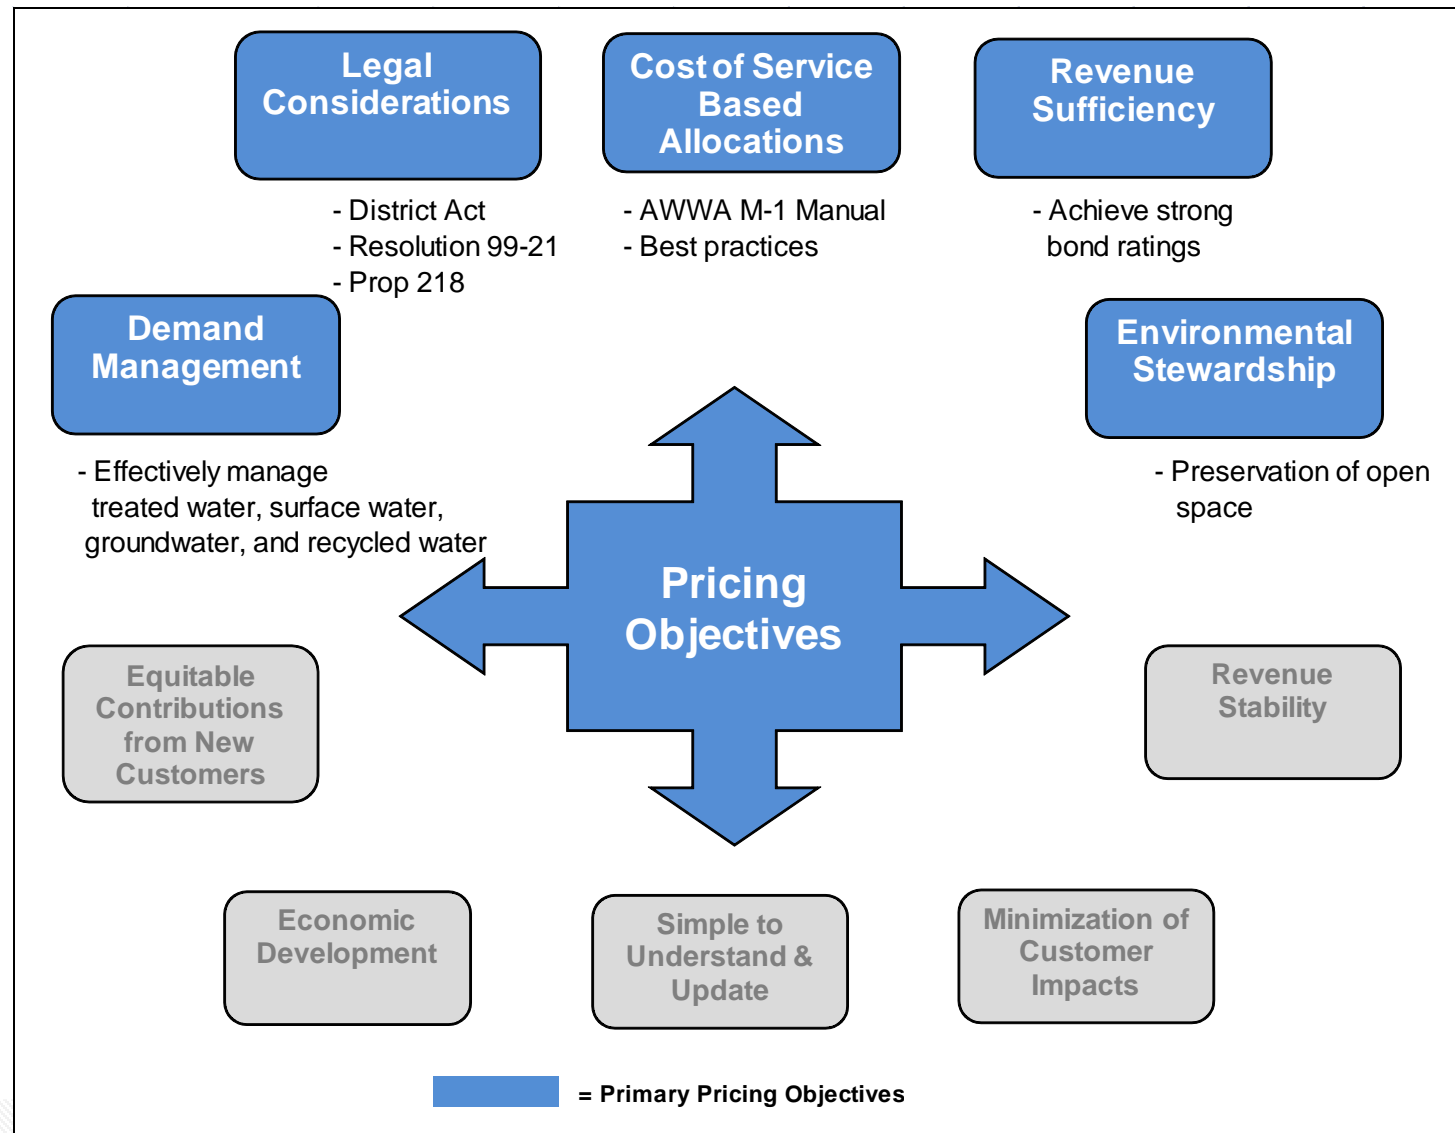 Legal
Considerations
Cost of Service
Based
Allocations
Revenue
Sufficiency
- District Act
- Resolution 99-21
- Prop 218
- AWWA M-1 Manual
- Best practices
- Achieve strong
bond ratings
Demand
Management
Environmental
Stewardship
- Effectively manage
treated water, surface water,
groundwater, and recycled water
- Preservation of open
space
Pricing
Objectives
Equitable
Contributions
from New
Customers
Revenue
Stability
Economic
Development
Simple to
Understand &
Update
Minimization of
Customer
Impacts
= Primary Pricing Objectives